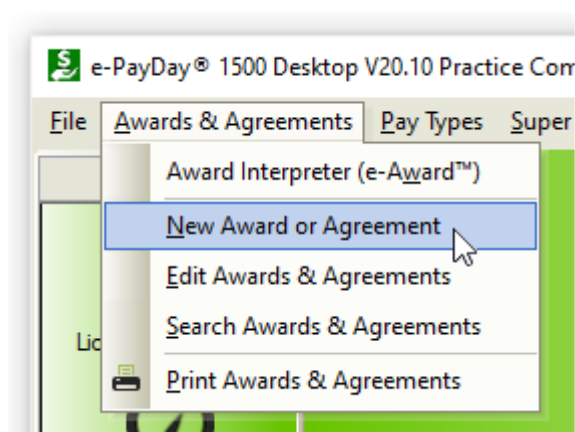 e-PayDay® 1500 Desktop V20.10 Practice Com
File Awards & Agreements Pay Types Super
Award Interpreter (e-Award™)
New Award or Agreement
Edit Awards & Agreements
Search Awards & Agreements
Lic
Print Awards & Agreements